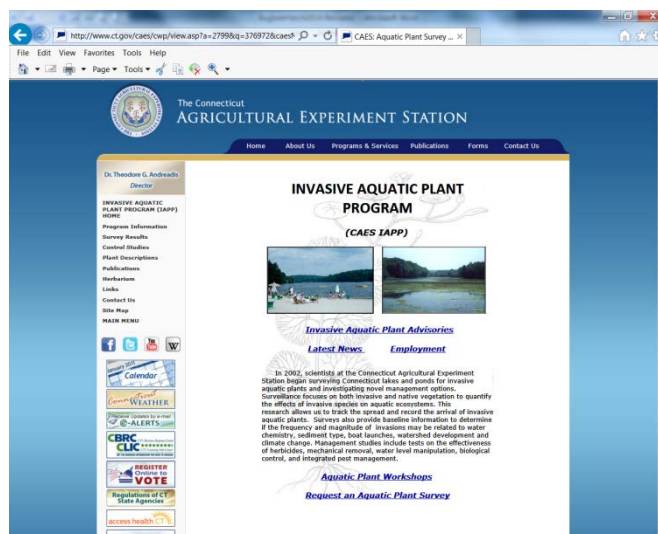 http://www.ct.gov/caes/cwp/view.asp?a=2799&q=376972&caes
CAES: Aquatic Plant Survey ...
File Edit View Favorites Tools Help
Page Tools
The Connecticut
AGRICULTURAL EXPERIMENT STATION
Home About Us Programs & Services Publications Forms Contact Us
Dr. Theodore G. Andreadis
Director
INVASIVE AQUATIC
PLANT PROGRAM (IAPP)
HOME
Program Information
Survey Results
Control Studies
Plant Descriptions
Publications
Herbarium
Links
Contact Us
Site Map
MAIN MENU
INVASIVE AQUATIC PLANT
PROGRAM
(CAES IAPP)
Invasive Aquatic Plant Advisories
Latest News Employment
In 2002, scientists at the Connecticut Agricultural Experiment
Station began surveying Connecticut lakes and ponds for invasive
aquatic plants and investigating novel management options.
Surveillance focuses on both invasive and native vegetation to quantify
the effects of invasive species on aquatic ecosystems. This
research allows us to track the spread and record the arrival of invasive
aquatic plants. Surveys also provide baseline information to determine
if the frequency and magnitude of invasions may be related to water
chemistry, sediment type, boat launches, watershed development and
climate change. Management studies include tests on the effectiveness
of herbicides, mechanical removal, water level manipulation, biological
control, and integrated pest management.
Aquatic Plant Workshops
Request an Aquatic Plant Survey
f
You
W
January 2015
Calendar
Connecticut
WEATHER
Receive Updates by e-mail
@-ALERTS
CBRC
CLIC
REGISTER
Online to
VOTE
Regulations of CT
State Agencies
access health CT